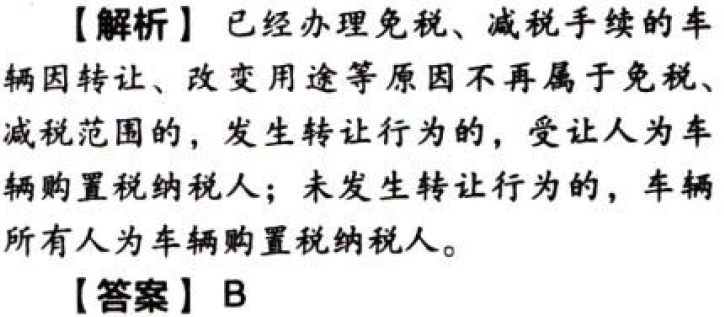 【解析】 已经办理免税、减税手续的车
辆因转让、改变用途等原因不再属于免税、
减税范围的，发生转让行为的，受让人为车
辆购置税纳税人；未发生转让行为的，车辆
所有人为车辆购置税纳税人。
【答案】 B